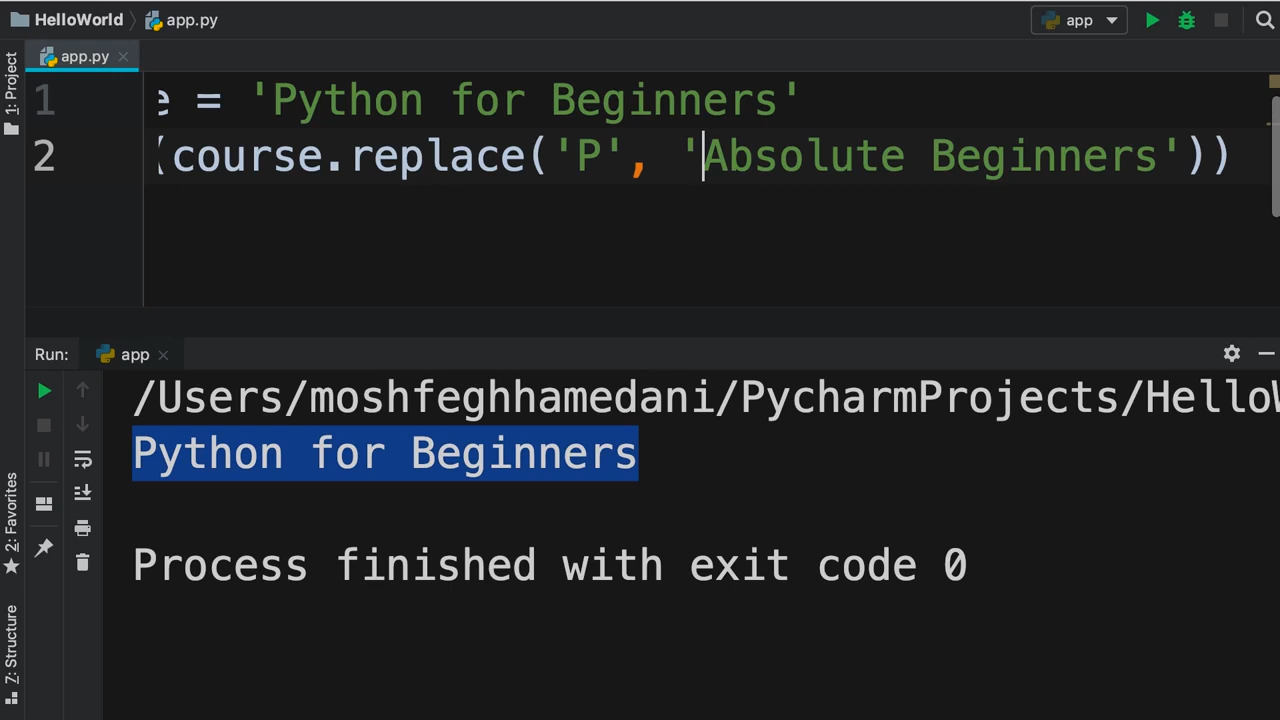 HelloWorld
app.py
app
app.py
1: Project
1 e = 'Python for Beginners'
2 (course.replace('P', 'Absolute Beginners'))
Run:
app
/Users/moshfeghhamedani/PycharmProjects/HelloW
Python for Beginners
Process finished with exit code 0
2: Favorites
Z: Structure